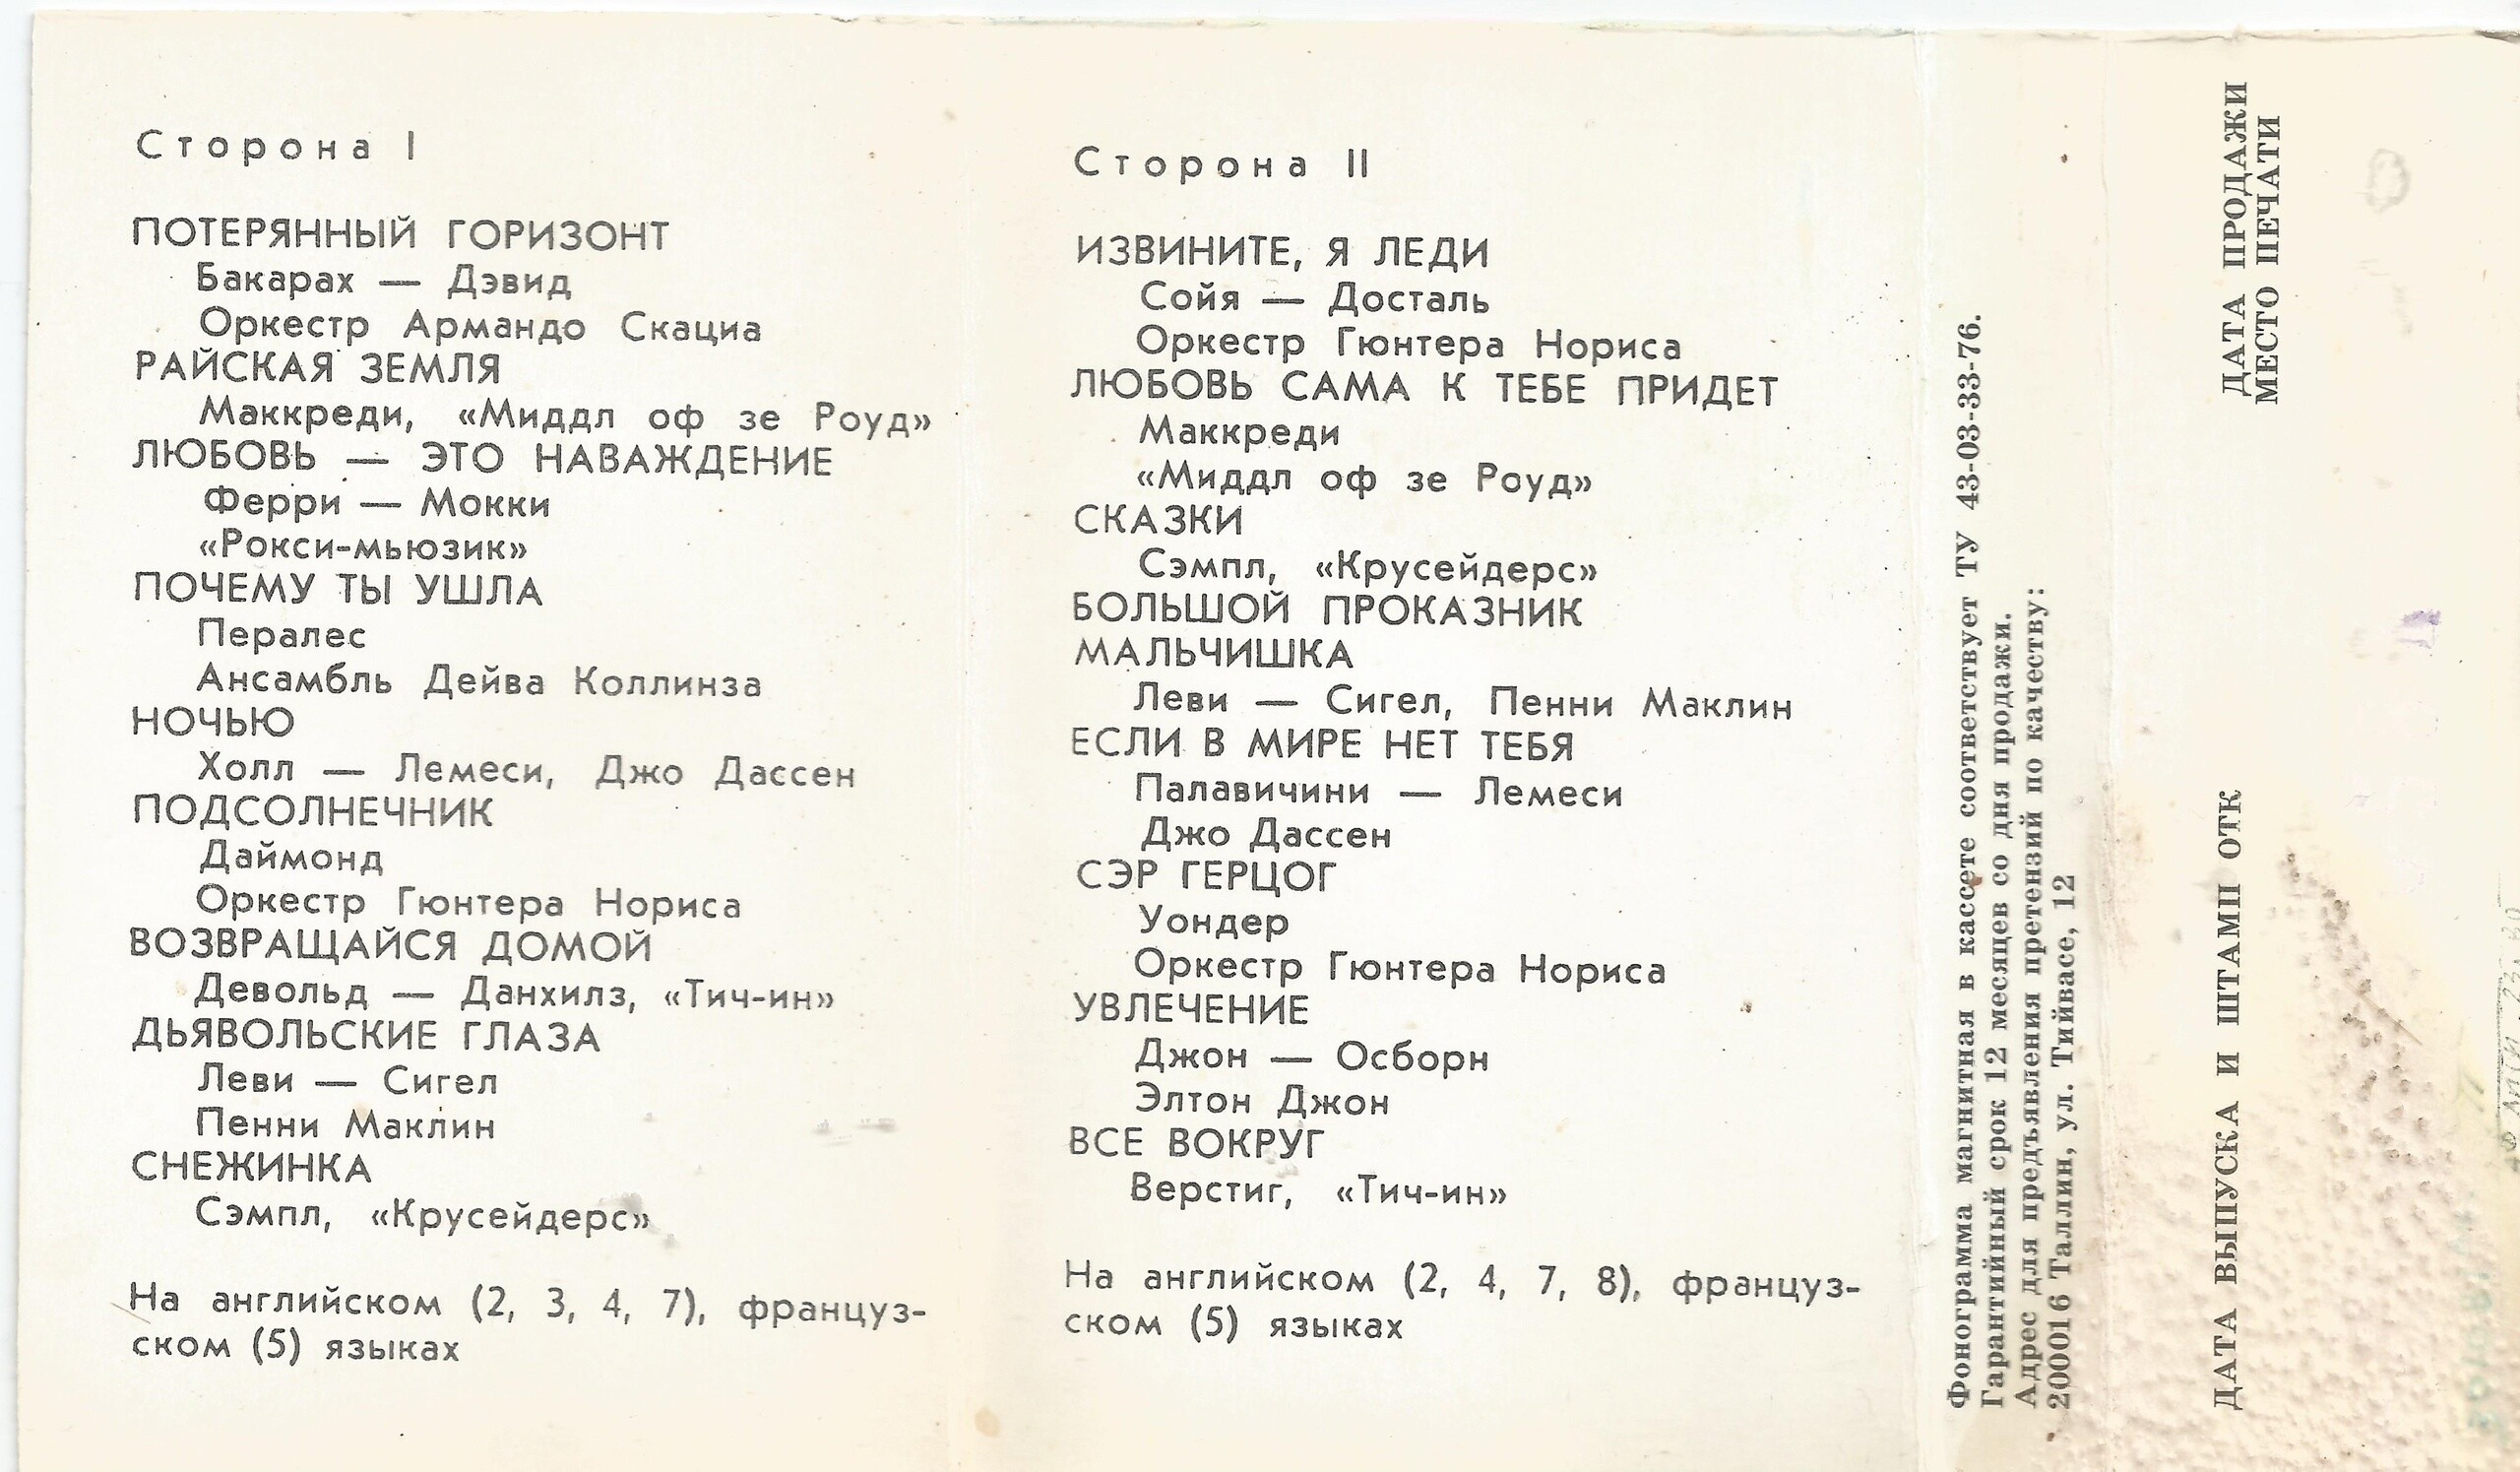 Сторона I
ПОТЕРЯННЫЙ ГОРИЗОНТ
Бакарах — Дэвид
Оркестр Армандо Скациа
РАЙСКАЯ ЗЕМЛЯ
Маккреди, «Миддл оф зе Роуд»
ЛЮБОВЬ — ЭТО НАВАЖДЕНИЕ
Ферри — Мокки
«Рокси-мьюзик»
ПОЧЕМУ ТЫ УШЛА
Пералес
Ансамбль Дейва Коллинза
НОЧЬЮ
Холл — Лемеси, Джо Дассен
ПОДСОЛНЕЧНИК
Даймонд
Оркестр Гюнтера Нориса
ВОЗВРАЩАЙСЯ ДОМОЙ
Девольд — Данхилз, «Тич-ин»
ДЬЯВОЛЬСКИЕ ГЛАЗА
Леви — Сигел
Пенни Маклин
СНЕЖИНКА
Сэмпл, «Крусейдерс»
На английском (2, 3, 4, 7), француз-
ском (5) языках
Сторона II
ИЗВИНИТЕ, Я ЛЕДИ
Сойя — Досталь
Оркестр Гюнтера Нориса
ЛЮБОВЬ САМА К ТЕБЕ ПРИДЕТ
Маккреди
«Миддл оф зе Роуд»
СКАЗКИ
Сэмпл, «Крусейдерс»
БОЛЬШОЙ ПРОКАЗНИК
МАЛЬЧИШКА
Леви — Сигел, Пенни Маклин
ЕСЛИ В МИРЕ НЕТ ТЕБЯ
Палавичини — Лемеси
Джо Дассен
СЭР ГЕРЦОГ
Уондер
Оркестр Гюнтера Нориса
УВЛЕЧЕНИЕ
Джон — Осборн
Элтон Джон
ВСЕ ВОКРУГ
Верстиг, «Тич-ин»
На английском (2, 4, 7, 8), француз-
ском (5) языках
Фонограмма магнитная в кассете соответствует ТУ 43-03-33-76.
Гарантийный срок 12 месяцев со дня продажи.
Адрес для предъявления претензий по качеству:
200016 Таллин, ул. Тийвасе, 12
ДАТА ВЫПУСКА И ШТАМП ОТК
ДАТА ПРОДАЖИ
МЕСТО ПЕЧАТИ